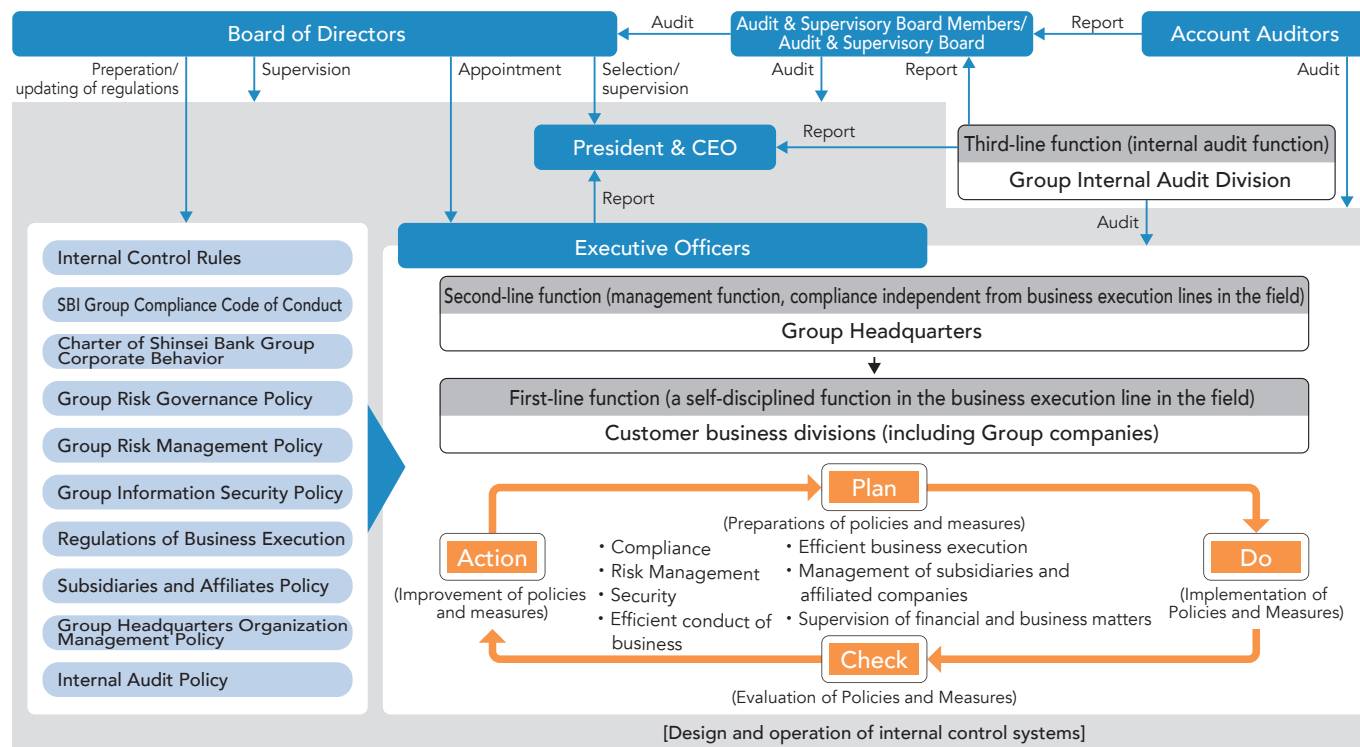 Board of Directors
Audit
Audit & Supervisory Board Members/
Audit & Supervisory Board
Report
Account Auditors
Preperation/
updating of regulations
Supervision
Appointment
Selection/
supervision
Audit
Report
Audit
President & CEO
Report
Third-line function (internal audit function)
Group Internal Audit Division
Report
Audit
Executive Officers
Internal Control Rules
SBI Group Compliance Code of Conduct
Charter of Shinsei Bank Group
Corporate Behavior
Group Risk Governance Policy
Group Risk Management Policy
Group Information Security Policy
Regulations of Business Execution
Subsidiaries and Affiliates Policy
Group Headquarters Organization
Management Policy
Internal Audit Policy
Second-line function (management function, compliance independent from business execution lines in the field)
Group Headquarters
First-line function (a self-disciplined function in the business execution line in the field)
Customer business divisions (including Group companies)
Plan
(Preparations of policies and measures)
Action
(Improvement of policies
and measures)
・Compliance
・Risk Management
・Security
・Efficient conduct of
business
・Efficient business execution
・Management of subsidiaries and
affiliated companies
・Supervision of financial and business matters
Do
(Implementation of
Policies and Measures)
Check
(Evaluation of Policies and Measures)
[Design and operation of internal control systems]